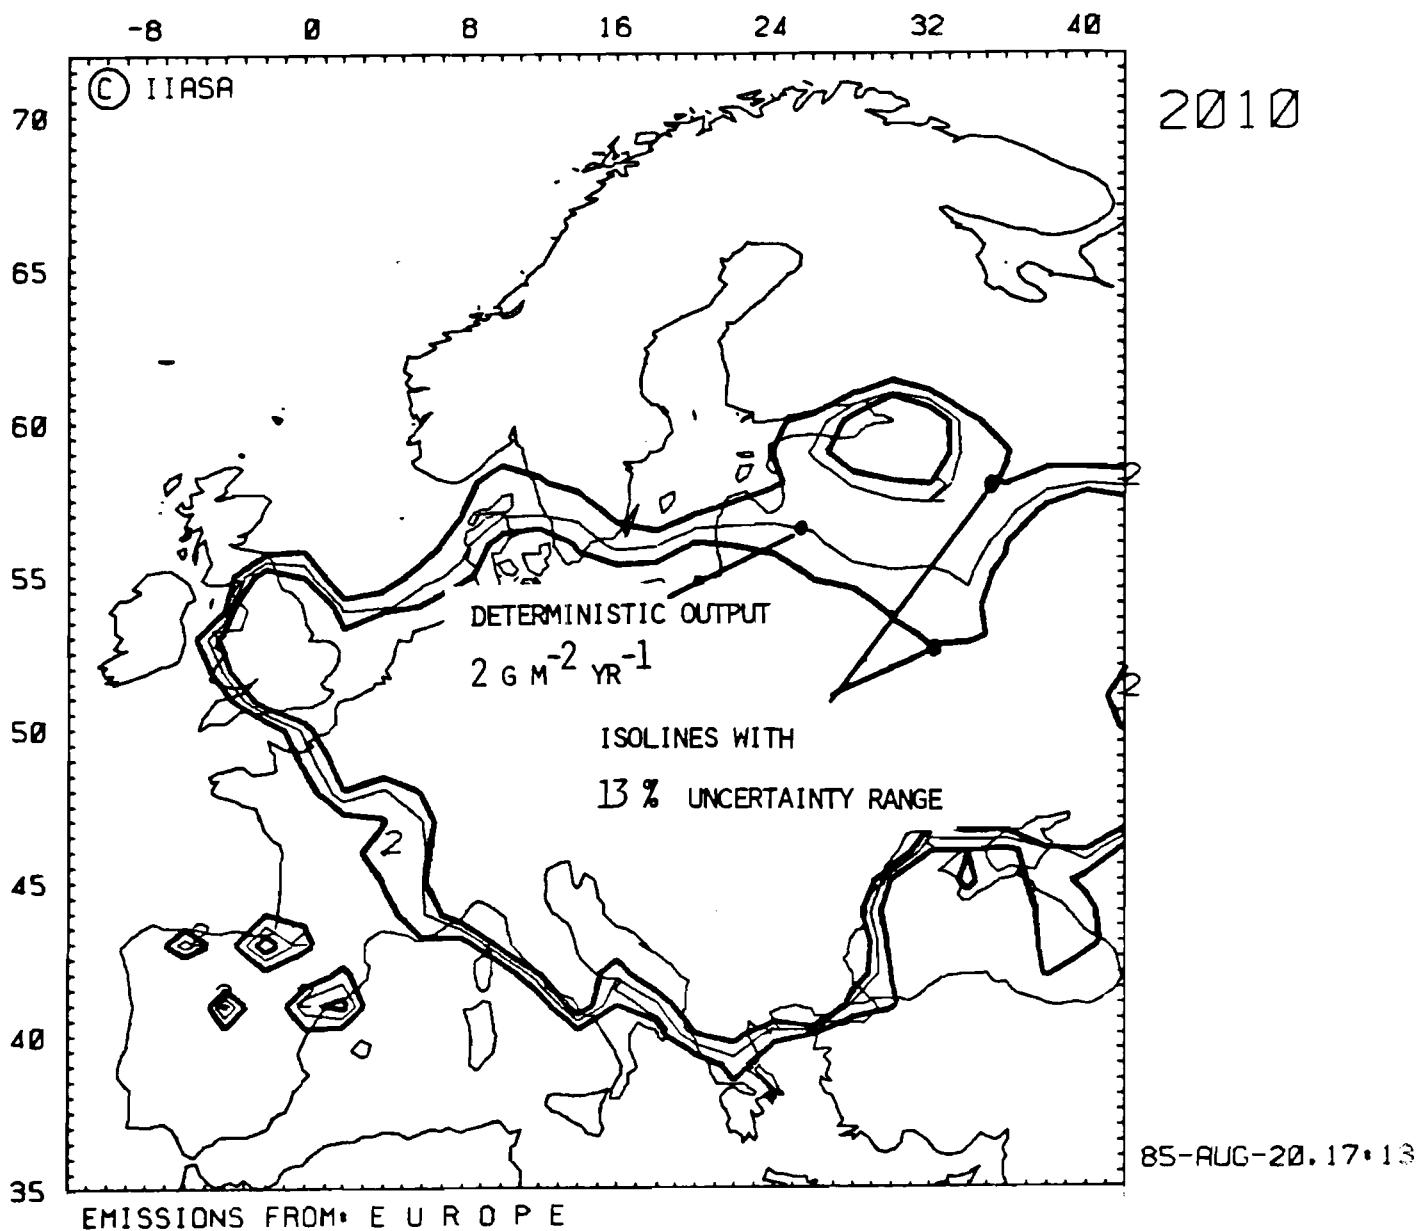 -8 0 8 16 24 32 40
© IIASA
2010
70
65
60
2
55
DETERMINISTIC OUTPUT
2 G M⁻² YR⁻¹
2
50
ISOLINES WITH
13 % UNCERTAINTY RANGE
2
45
40
35
85-AUG-20.17:13
EMISSIONS FROM: E U R O P E